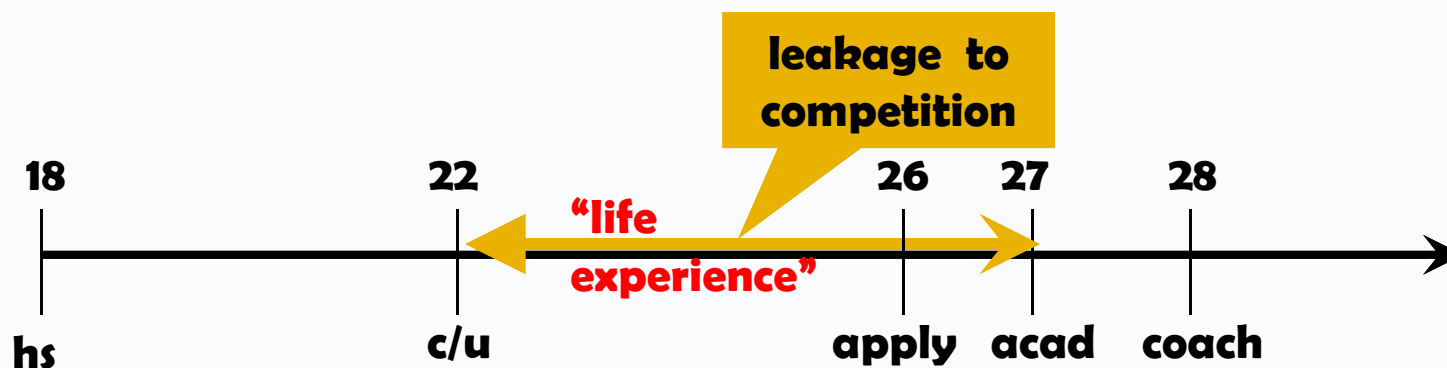 leakage to
competition
18 22 26 27 28
“life
experience”
hs c/u apply acad coach